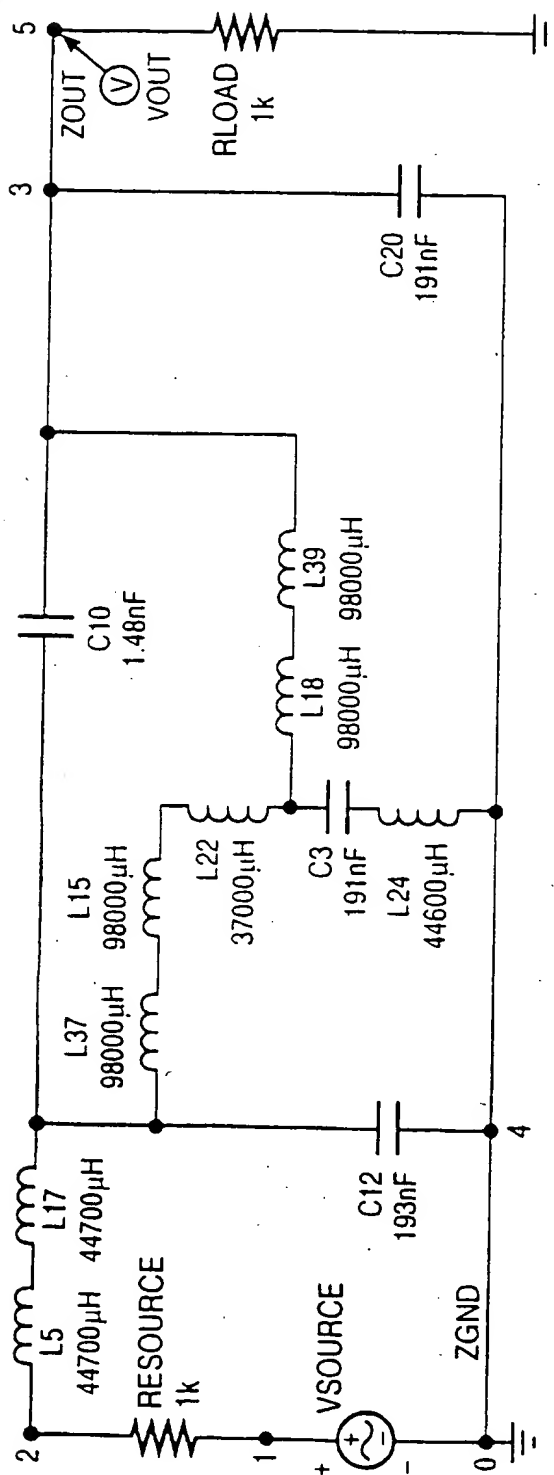 2
L5
44700µH
L17
44700µH
RESOURCE
1k
1
+
+
−
VSOURCE
−
0
ZGND
C12
193nF
4
L37
98000µH
L15
98000µH
L22
37000µH
C3
191nF
L24
44600µH
L18
98000µH
L39
98000µH
C10
1.48nF
3
C20
191nF
5
ZOUT
V
VOUT
RLOAD
1k